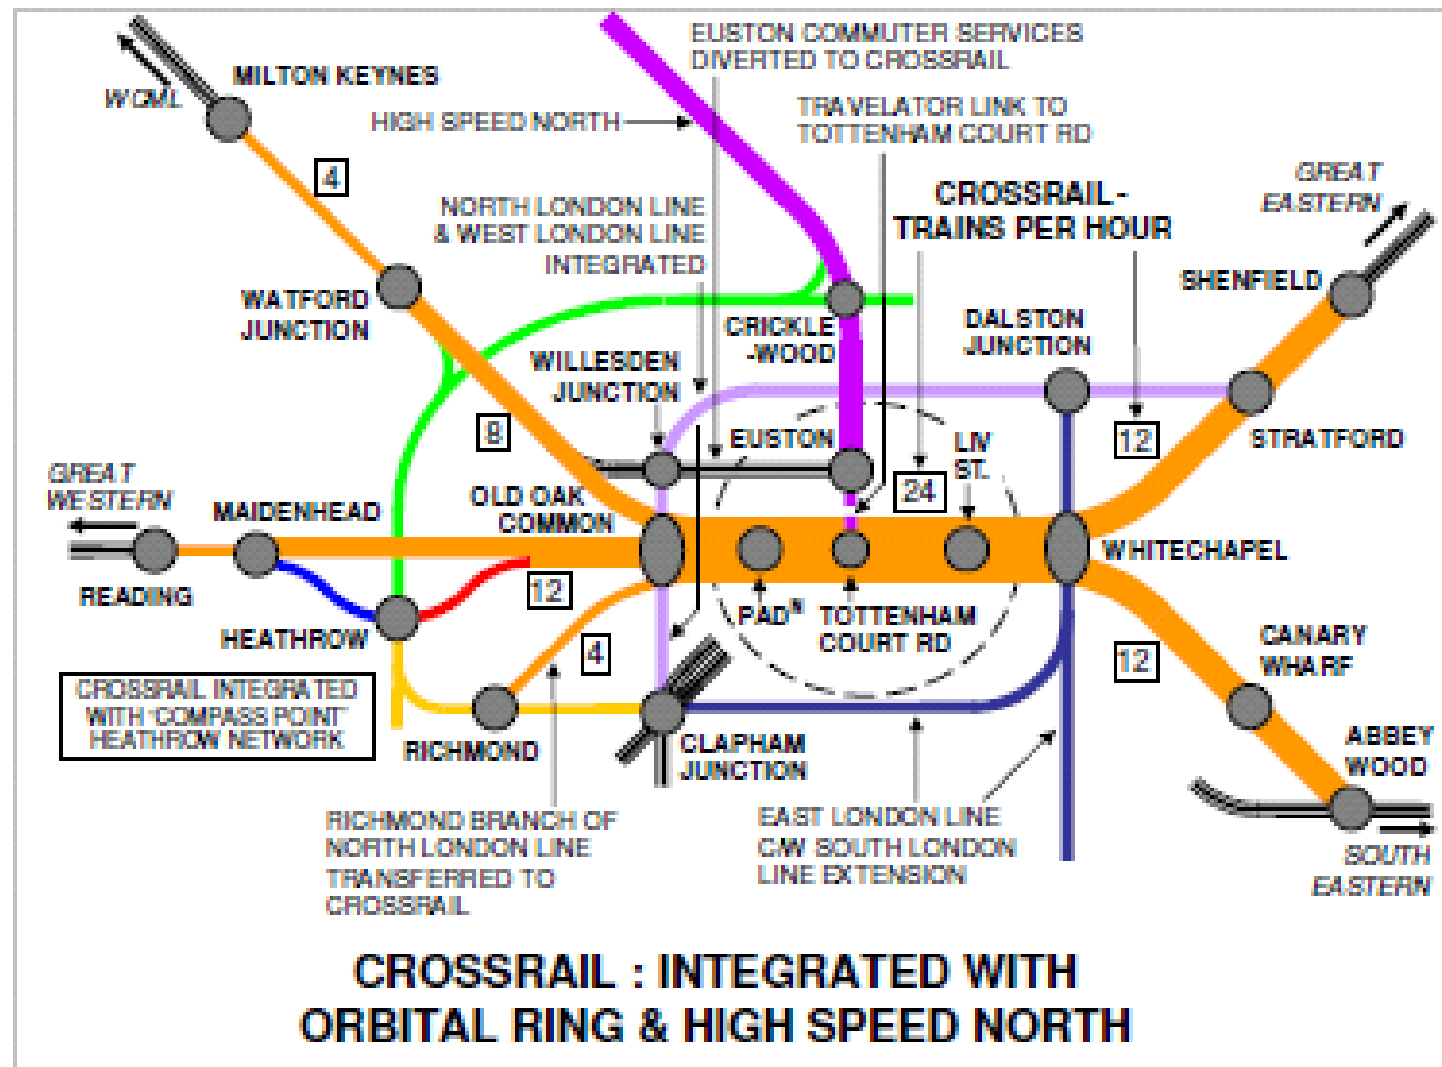 EUSTON COMMUTER SERVICES
DIVERTED TO CROSSRAIL
MILTON KEYNES
WCML
HIGH SPEED NORTH
TRAVELATOR LINK TO
TOTTENHAM COURT RD
GREAT
EASTERN
4
CROSSRAIL-
TRAINS PER HOUR
NORTH LONDON LINE
& WEST LONDON LINE
INTEGRATED
SHENFIELD
WATFORD
JUNCTION
CRICKLE
-WOOD
DALSTON
JUNCTION
WILLESDEN
JUNCTION
8
EUSTON
LIV
ST.
12
STRATFORD
GREAT
WESTERN
24
OLD OAK
COMMON
MAIDENHEAD
WHITECHAPEL
READING
12
PADN
TOTTENHAM
COURT RD
HEATHROW
4
12
CANARY
WHARF
CROSSRAIL INTEGRATED
WITH 'COMPASS POINT'
HEATHROW NETWORK
RICHMOND
CLAPHAM
JUNCTION
ABBEY
WOOD
RICHMOND BRANCH OF
NORTH LONDON LINE
TRANSFERRED TO
CROSSRAIL
EAST LONDON LINE
C/W SOUTH LONDON
LINE EXTENSION
SOUTH
EASTERN
CROSSRAIL : INTEGRATED WITH
ORBITAL RING & HIGH SPEED NORTH